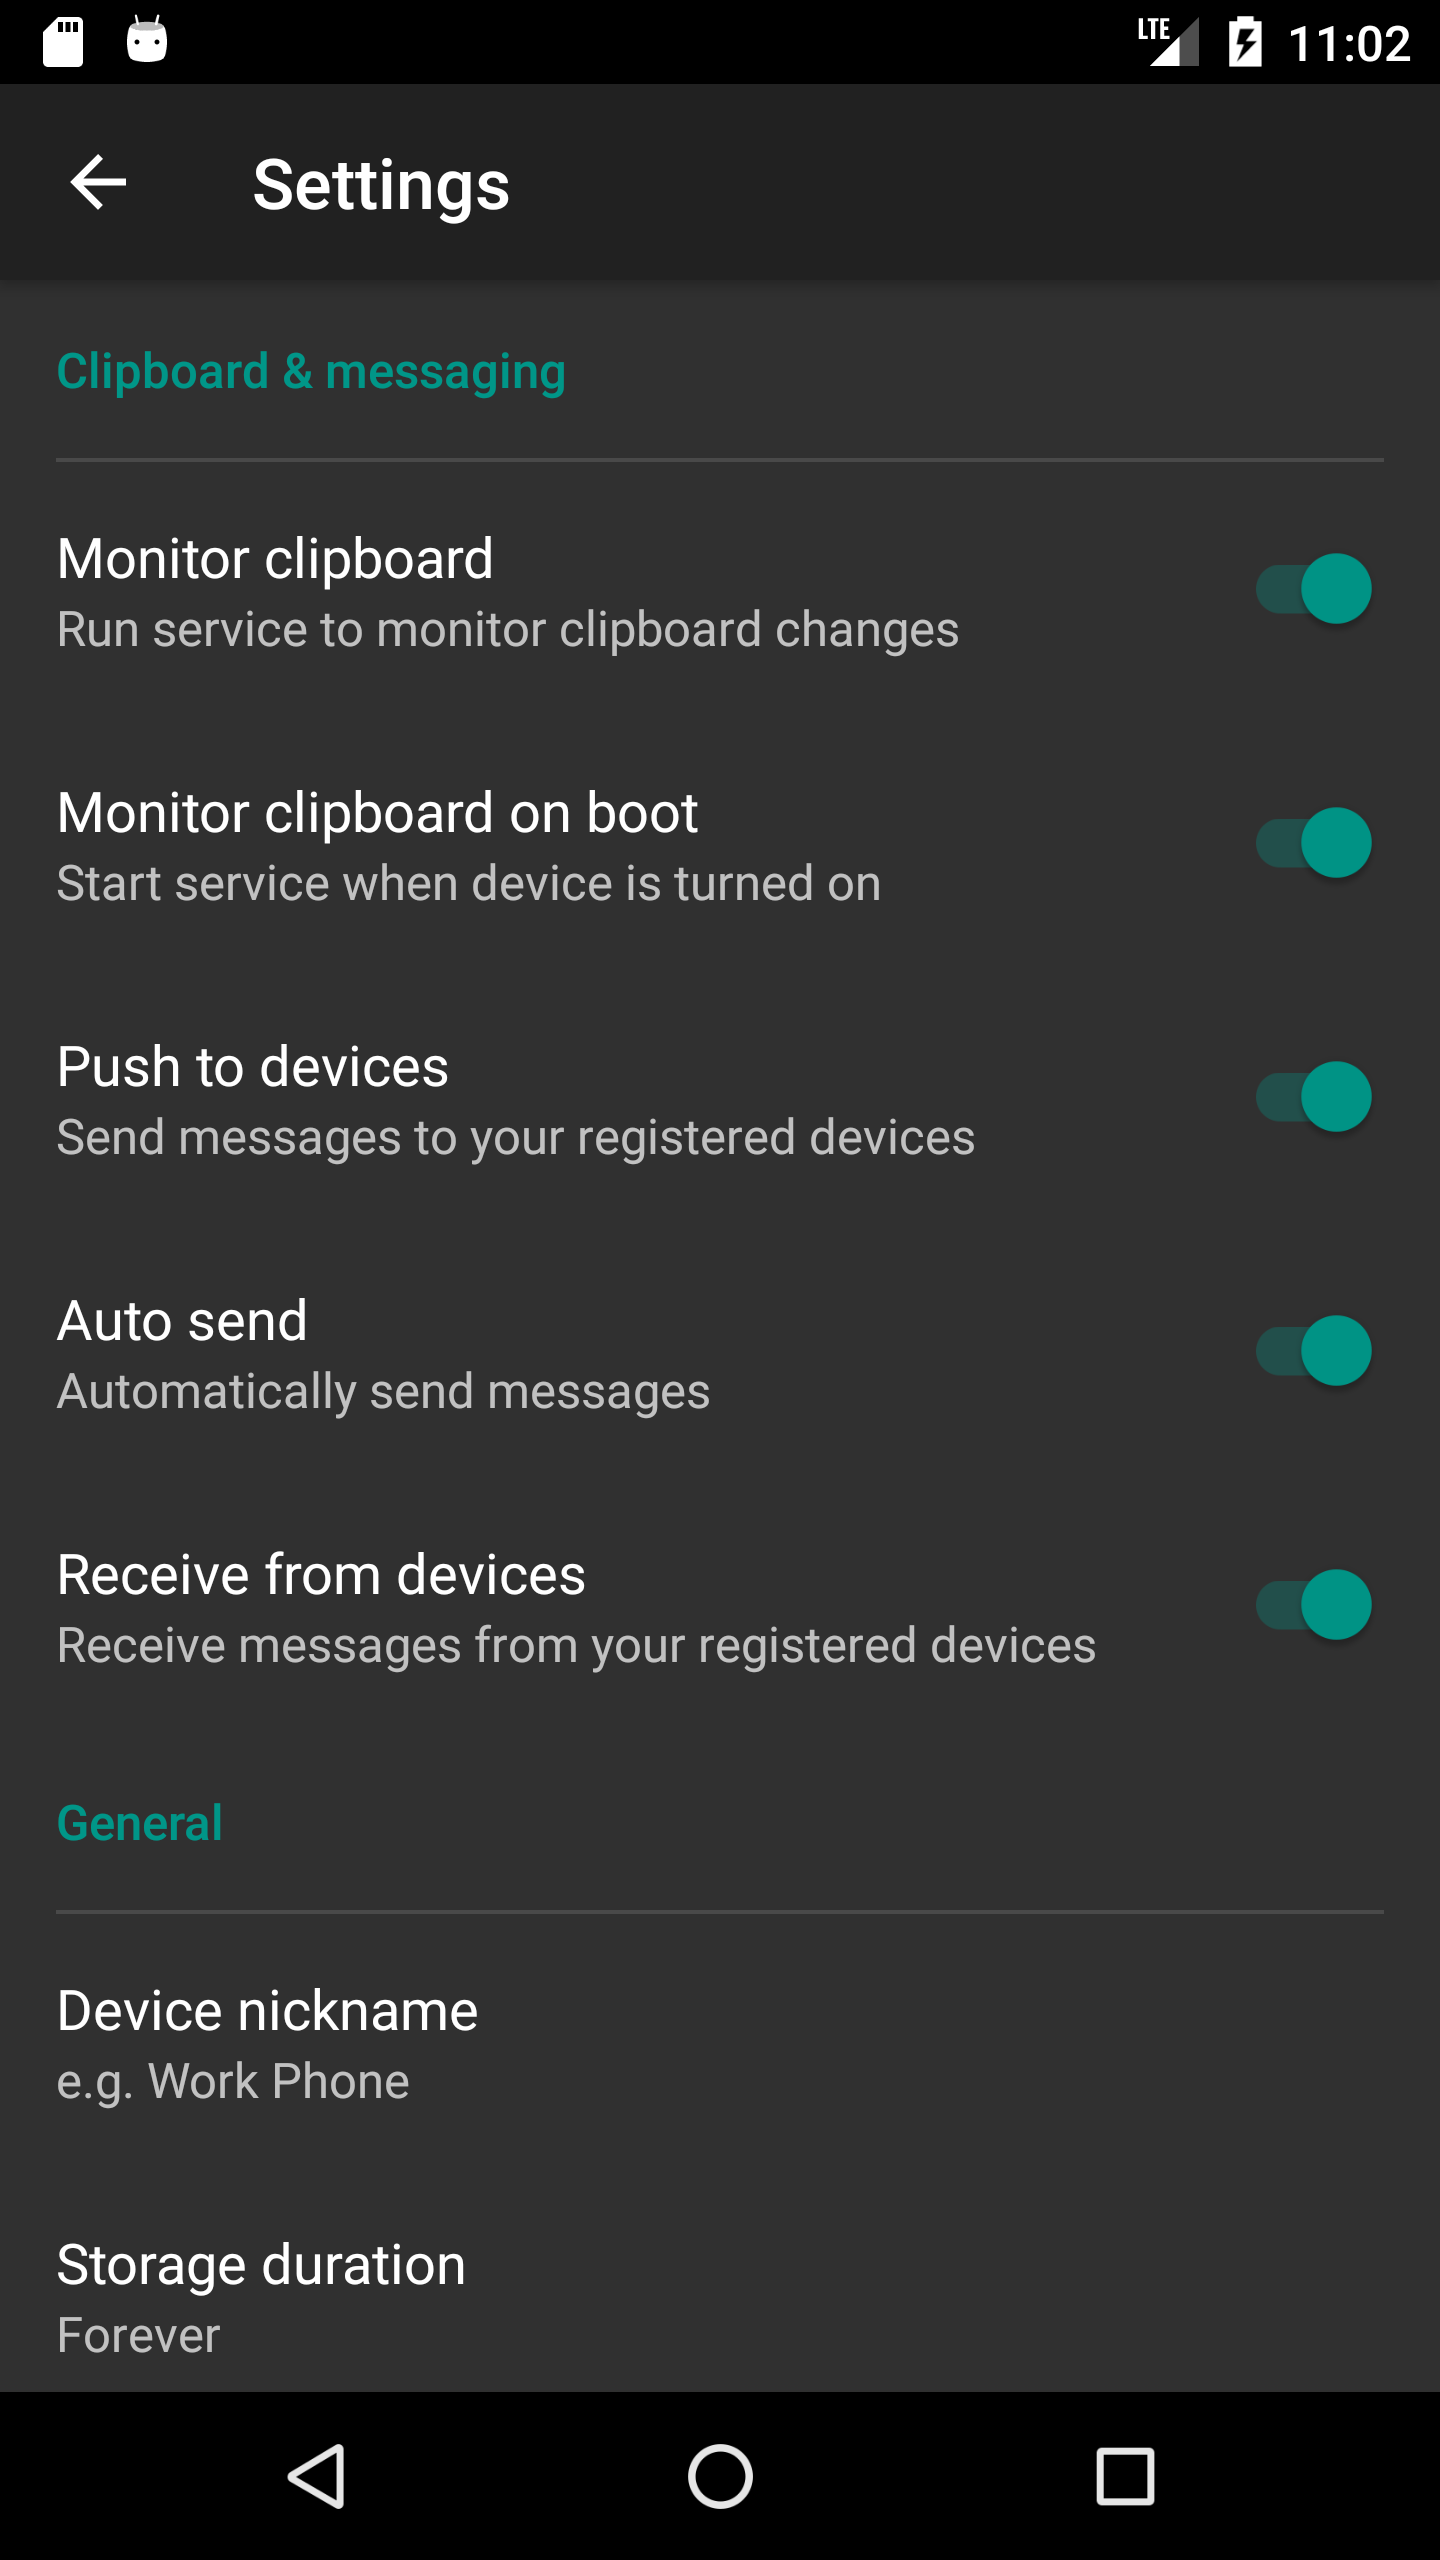 LTE 11:02
Settings
Clipboard & messaging
Monitor clipboard
Run service to monitor clipboard changes
Monitor clipboard on boot
Start service when device is turned on
Push to devices
Send messages to your registered devices
Auto send
Automatically send messages
Receive from devices
Receive messages from your registered devices
General
Device nickname
e.g. Work Phone
Storage duration
Forever